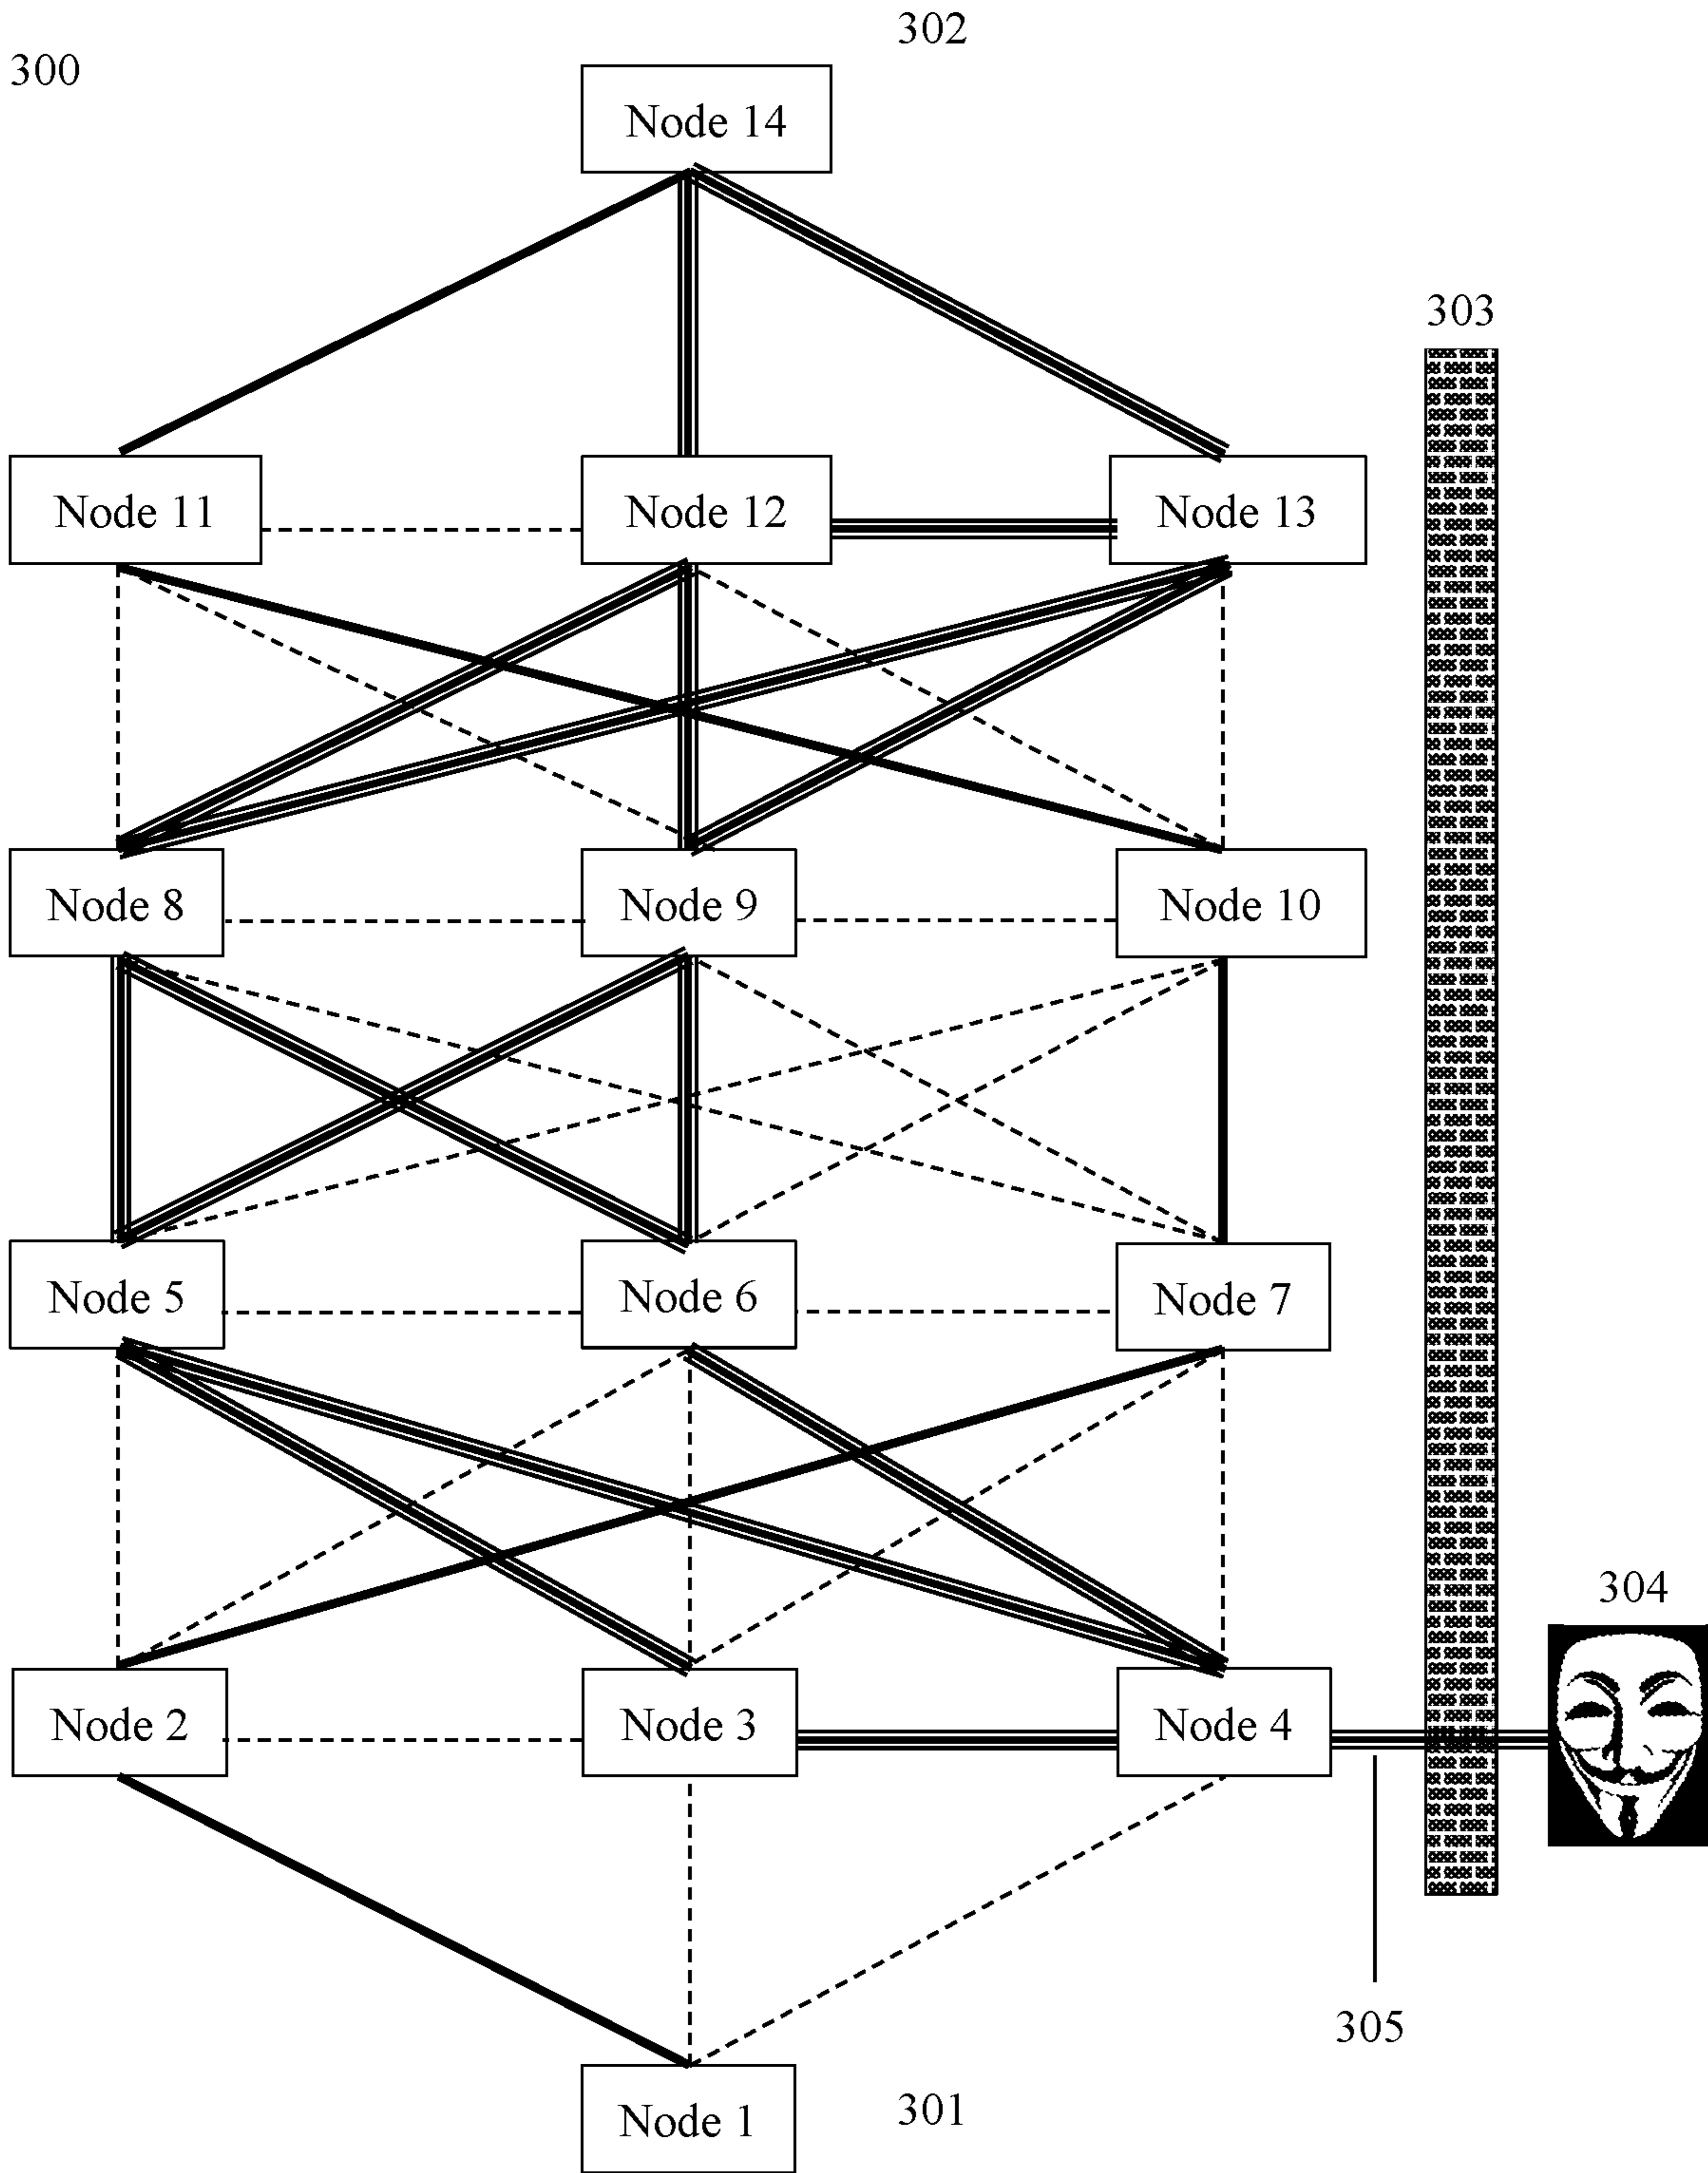 302
300
Node 14
303
Node 11
Node 12
Node 13
Node 8
Node 9
Node 10
Node 5
Node 6
Node 7
304
Node 2
Node 3
Node 4
305
Node 1
301